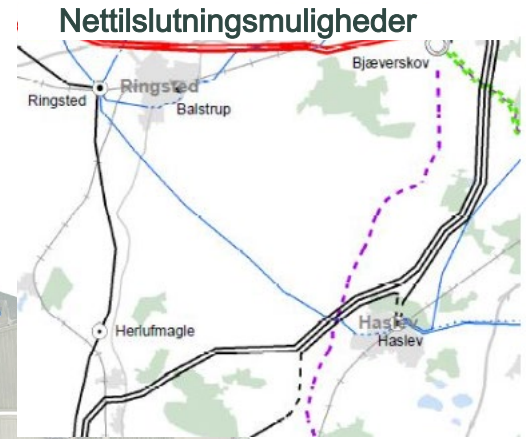 Nettilslutningsmuligheder
Bjæverskov
Ringsted
Ringsted
Balstrup
Herlufmagle
Haslev
Haslev